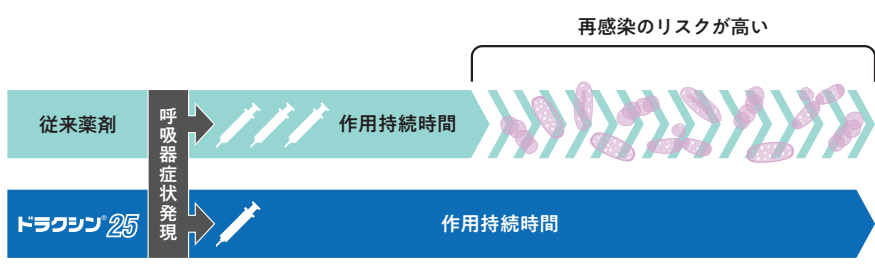 再感染のリスクが高い
従来薬剤
呼吸器症状発現
作用持続時間
ドラクシン®25
作用持続時間